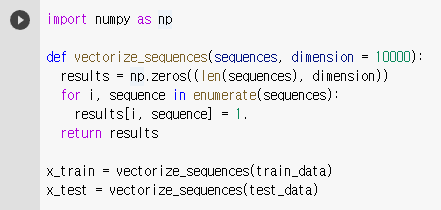 import numpy as np
def vectorize_sequences(sequences, dimension = 10000):
  results = np.zeros((len(sequences), dimension))
  for i, sequence in enumerate(sequences):
    results[i, sequence] = 1.
  return results
x_train = vectorize_sequences(train_data)
x_test = vectorize_sequences(test_data)